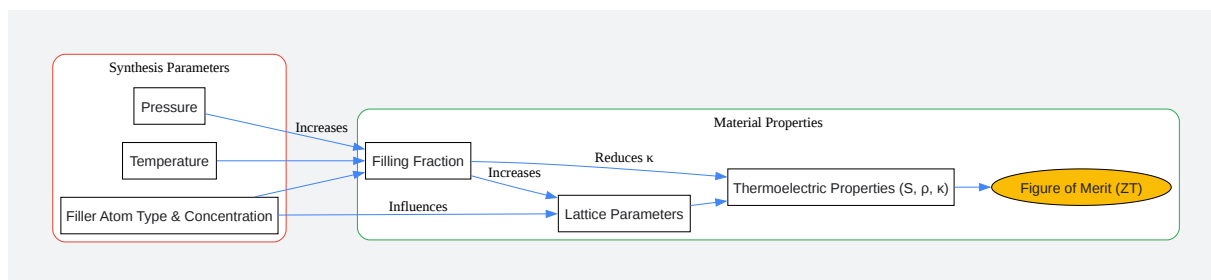 Synthesis Parameters
Pressure
Temperature
Filler Atom Type & Concentration
Increases
Influences
Material Properties
Filling Fraction
Reduces κ
Increases
Lattice Parameters
Thermoelectric Properties (S, ρ, κ)
Figure of Merit (ZT)